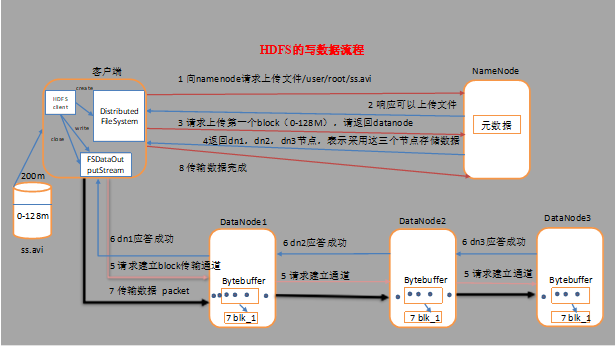 HDFS的写数据流程
客户端
create
HDFS
client
Distributed
FileSystem
write
close
FSDataOut
putStream
200m
0-128m
ss.avi
1 向namenode请求上传文件/user/root/ss.avi
2 响应可以上传文件
3 请求上传第一个block（0-128M），请返回datanode
4返回dn1，dn2，dn3节点，表示采用这三个节点存储数据
8 传输数据完成
NameNode
元数据
DataNode1
DataNode2
DataNode3
6 dn1应答成功
6 dn2应答成功
6 dn3应答成功
5 请求建立block传输通道
5 请求建立通道
5 请求建立通道
7 传输数据 packet
Bytebuffer
Bytebuffer
Bytebuffer
7 blk_1
7 blk_1
7 blk_1